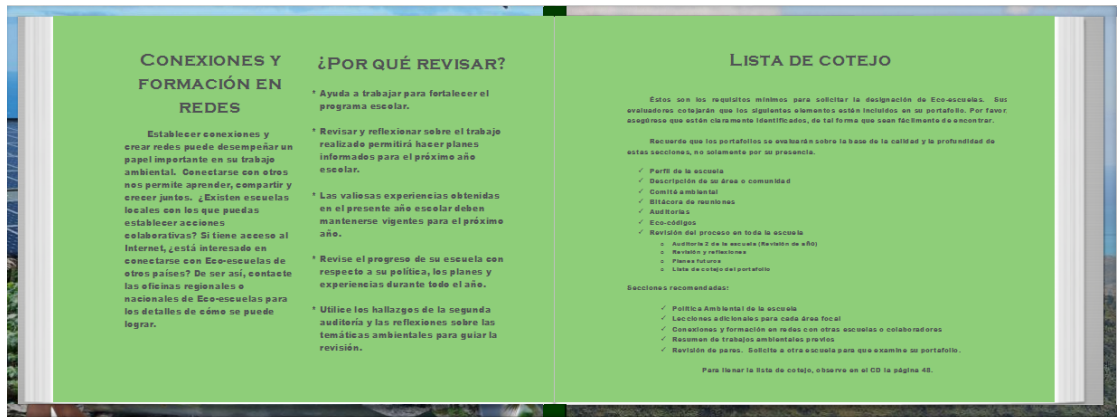 CONEXIONES Y
FORMACIÓN EN
REDES
Establecer conexiones y
crear redes puede desempeñar un
papel importante en su trabajo
ambiental. Conectarse con otros
nos permite aprender, compartir y
crecer juntos. ¿Existen escuelas
locales con los que puedas
establecer acciones
colaborativas? Si tiene acceso al
Internet, ¿está interesado en
conectarse con Eco-escuelas de
otros países? De ser así, contacte
las oficinas regionales o
nacionales de Eco-escuelas para
los detalles de cómo se puede
lograr.
¿POR QUÉ REVISAR?
* Ayuda a trabajar para fortalecer el
programa escolar.
* Revisar y reflexionar sobre el trabajo
realizado permitirá hacer planes
informados para el próximo año
escolar.
* Las valiosas experiencias obtenidas
en el presente año escolar deben
mantenerse vigentes para el próximo
año.
* Revise el progreso de su escuela con
respecto a su política, los planes y
experiencias durante todo el año.
* Utilice los hallazgos de la segunda
auditoría y las reflexiones sobre las
temáticas ambientales para guiar la
revisión.
LISTA DE COTEJO
Éstos son los requisitos mínimos para solicitar la designación de Eco-escuelas. Sus
evaluadores cotejarán que los siguientes elementos estén incluidos en su portafolio. Por favor
asegúrese que estén claramente identificados, de tal forma que sean fácilmente de encontrar.
Recuerde que los portafolios se evaluarán sobre la base de la calidad y la profundidad de
estas secciones, no solamente por su presencia.
✓ Perfil de la escuela
✓ Descripción de su área o comunidad
✓ Comité ambiental
✓ Bitácora de reuniones
✓ Auditorías
✓ Eco-códigos
✓ Revisión del proceso en toda la escuela
o Auditoría 2 de la escuela (Revisión de año)
o Revisión y reflexiones
o Planes futuros
o Lista de cotejo del portafolio
Secciones recomendadas:
✓ Política Ambiental de la escuela
✓ Lecciones adicionales para cada área focal
✓ Conexiones y formación en redes con otras escuelas o colaboradores
✓ Resumen de trabajos ambientales previos
✓ Revisión de pares. Solicite a otra escuela para que examine su portafolio.
Para llenar la lista de cotejo, observe en el CD la página 48.